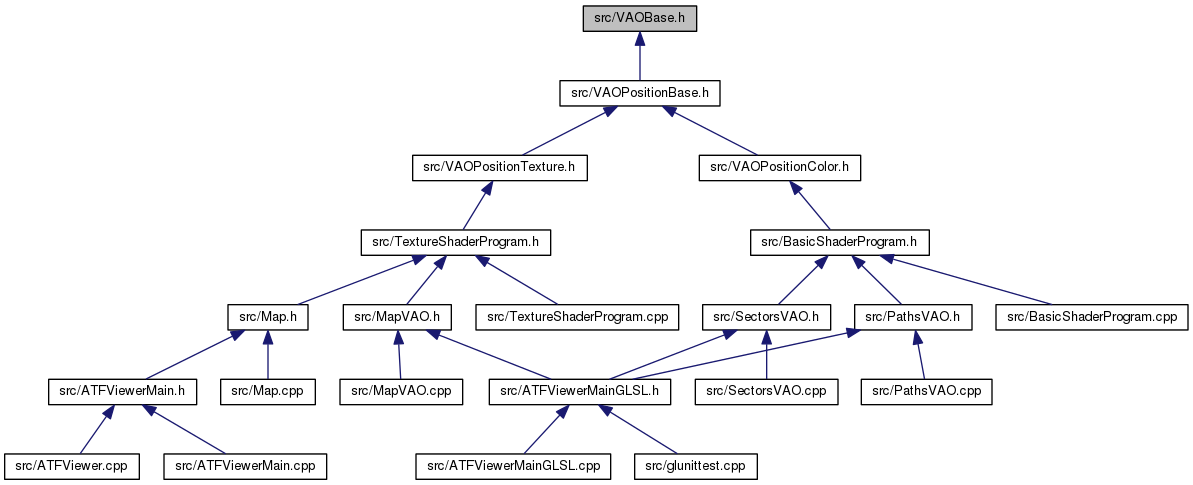 src/VAOBase.h
src/VAOPositionBase.h
src/VAOPositionTexture.h
src/VAOPositionColor.h
src/TextureShaderProgram.h
src/BasicShaderProgram.h
src/Map.h
src/MapVAO.h
src/TextureShaderProgram.cpp
src/SectorsVAO.h
src/PathsVAO.h
src/BasicShaderProgram.cpp
src/ATFViewerMain.h
src/Map.cpp
src/MapVAO.cpp
src/ATFViewerMainGLSL.h
src/SectorsVAO.cpp
src/PathsVAO.cpp
src/ATFViewer.cpp
src/ATFViewerMain.cpp
src/ATFViewerMainGLSL.cpp
src/glunittest.cpp